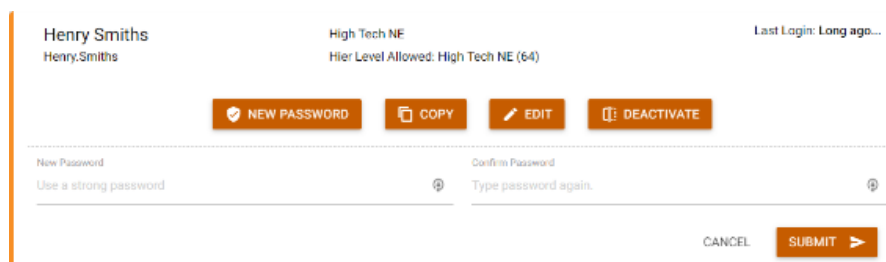 Henry Smiths High Tech NE Last Login: Long ago...
Henry.Smiths Hier Level Allowed: High Tech NE (64)
NEW PASSWORD COPY EDIT DEACTIVATE
New Password Confirm Password
Use a strong password Type password again.
CANCEL SUBMIT